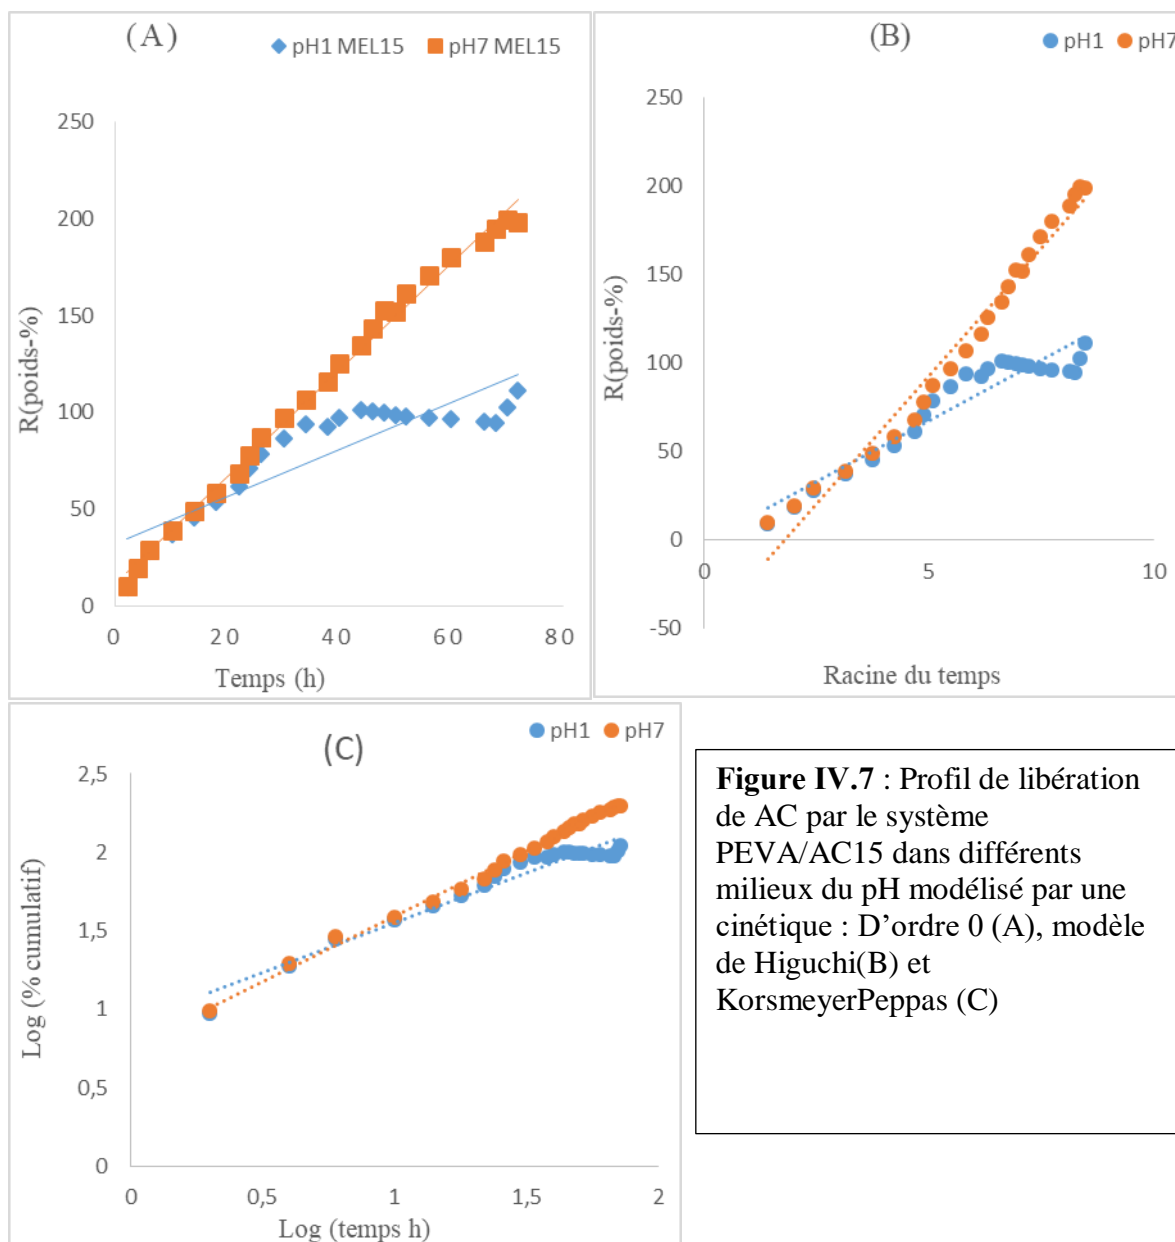 (A)
pH1 MEL15
pH7 MEL15
250
200
150
100
50
0
R(poids-%)
0
20
40
60
80
Temps (h)
(B)
pH1
pH7
250
200
150
100
50
0
-50
R(poids-%)
0
5
10
Racine du temps
(C)
pH1
pH7
2,5
2
1,5
1
0,5
0
Log (% cumulatif)
0
0,5
1
1,5
2
Log (temps h)
Figure IV.7 : Profil de libération
de AC par le système
PEVA/AC15 dans différents
milieux du pH modélisé par une
cinétique : D’ordre 0 (A), modèle
de Higuchi(B) et
KorsmeyerPeppas (C)